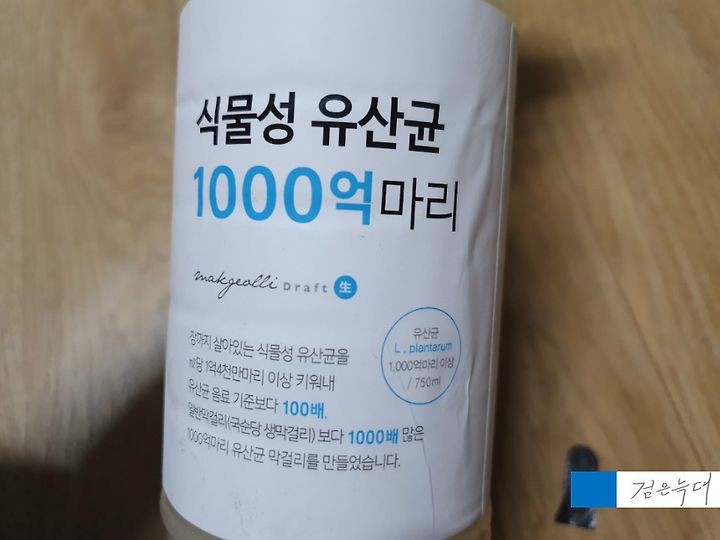 식물성 유산균
1000억마리
makgeolli Draft 生
장까지 살아있는 식물성 유산균을
㎖당 1억4천만마리 이상 키워내
유산균 음료 기준보다 100배,
일반막걸리(국순당 생막걸리) 보다 1000배 많은
1000억마리 유산균 막걸리를 만들었습니다.
유산균
L. plantarum
1,000억마리 이상
/ 750ml
검은늑대